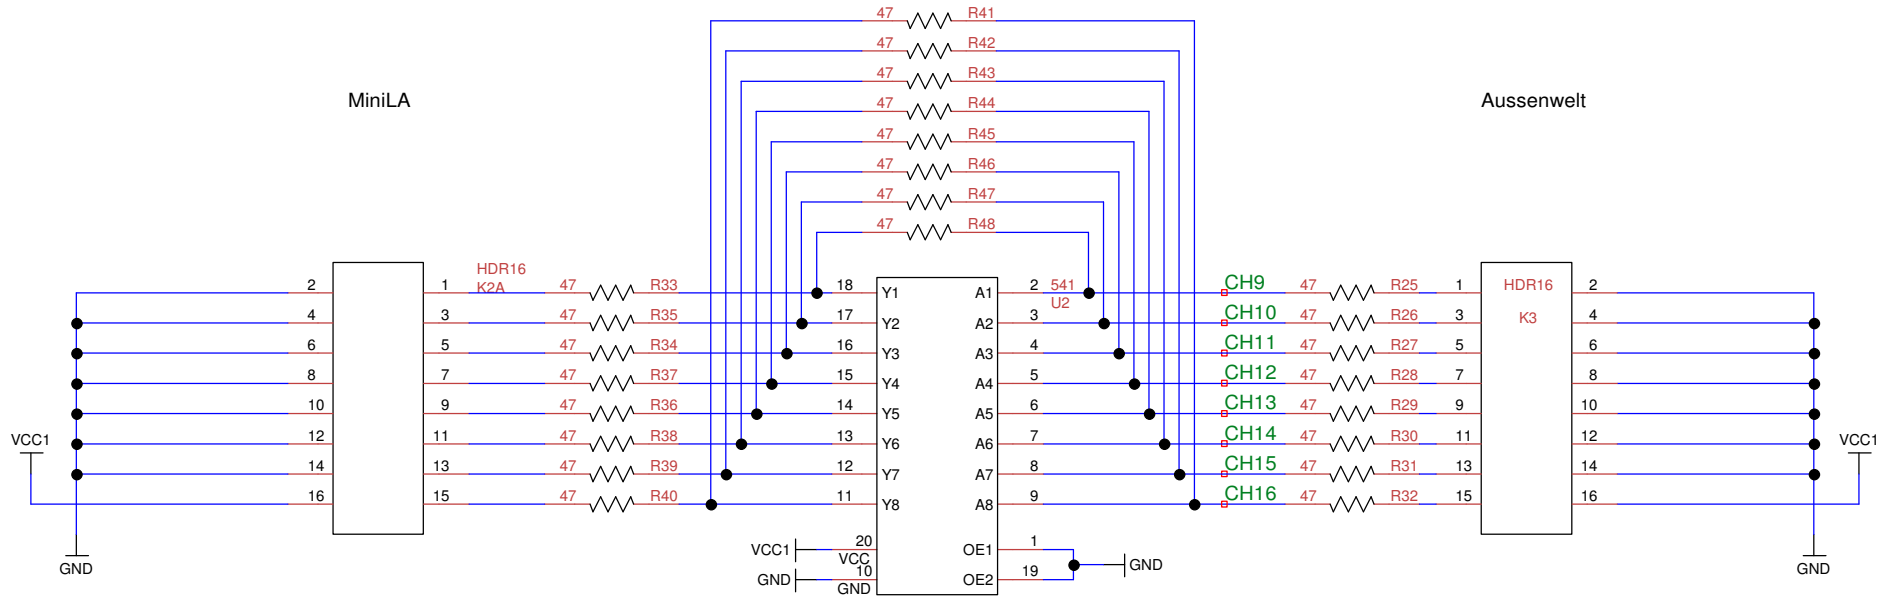 47 R41
47 R42
47 R43
MiniLA Aussenwelt
47 R44
47 R45
47 R46
47 R47
47 R48
HDR16
K2A
2 1 47 R33 18 Y1 A1 2 541 CH9 47 R25 1 HDR16 2
U2
4 3 47 R35 17 Y2 A2 3 CH10 47 R26 3 K3 4
6 5 47 R34 16 Y3 A3 4 CH11 47 R27 5 6
8 7 47 R37 15 Y4 A4 5 CH12 47 R28 7 8
10 9 47 R36 14 Y5 A5 6 CH13 47 R29 9 10
12 11 47 R38 13 Y6 A6 7 CH14 47 R30 11 12
VCC1 VCC1
14 13 47 R39 12 Y7 A7 8 CH15 47 R31 13 14
16 15 47 R40 11 Y8 A8 9 CH16 47 R32 15 16
VCC1 20 VCC OE1 1
GND
GND 10 GND OE2 19
GND GND